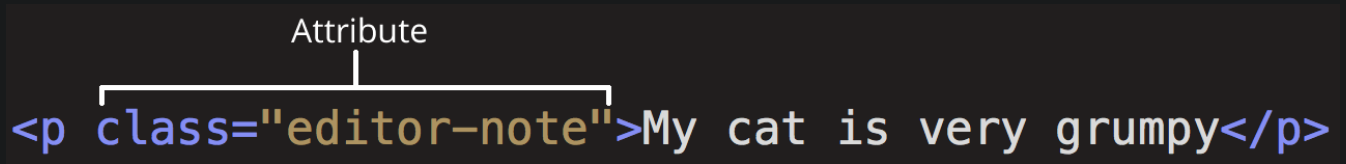 Attribute
<p class="editor-note">My cat is very grumpy</p>